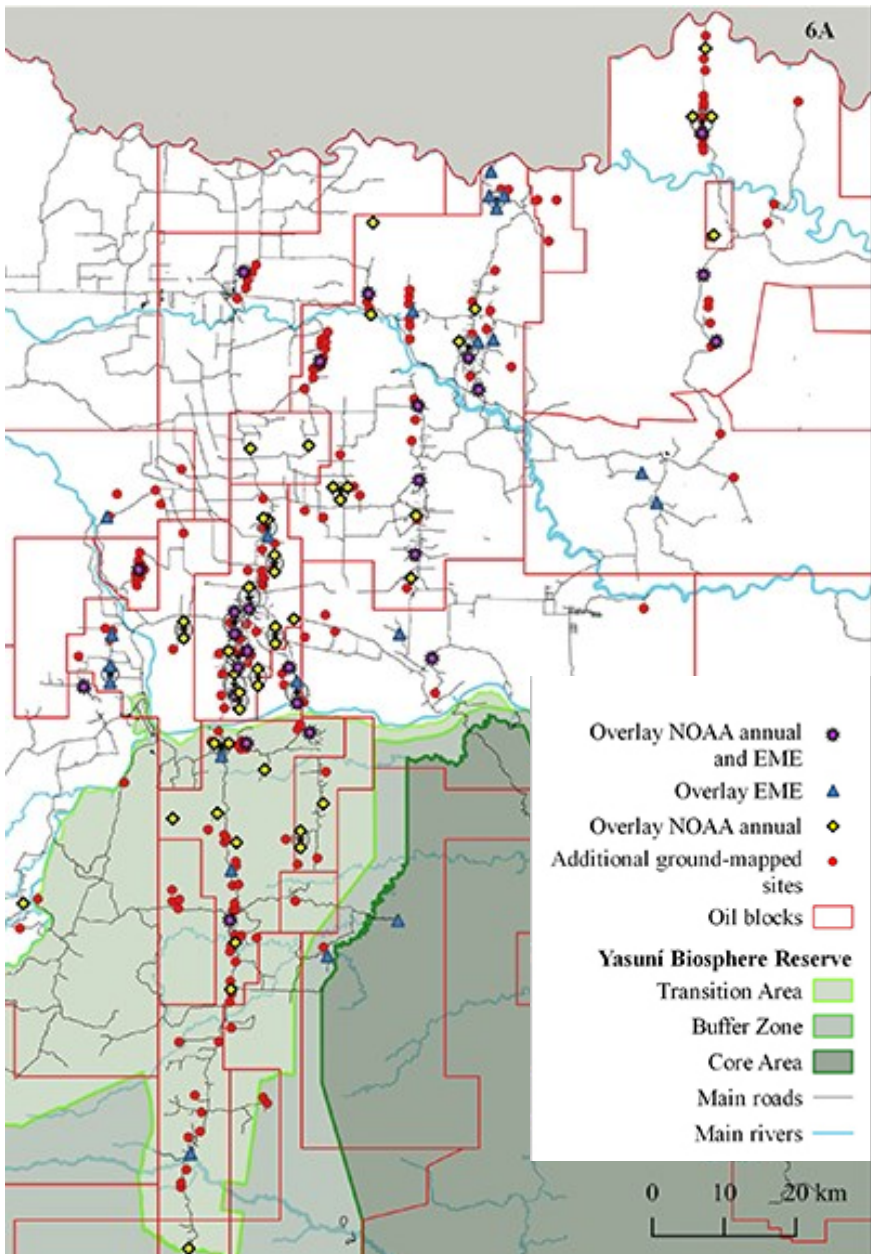 6A
Overlay NOAA annual
and EME
Overlay EME
Overlay NOAA annual
Additional ground-mapped
sites
Oil blocks
Yasuní Biosphere Reserve
Transition Area
Buffer Zone
Core Area
Main roads
Main rivers
0 10 20 km